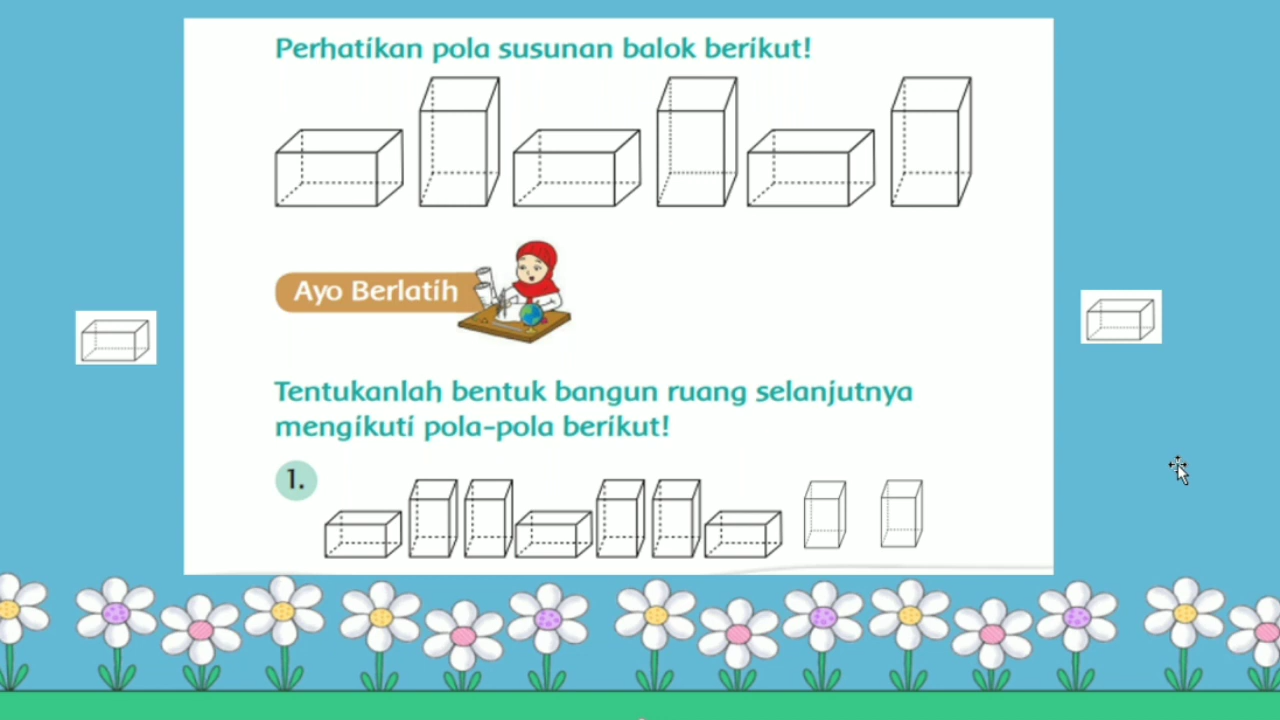 Perhatikan pola susunan balok berikut!
Ayo Berlatih
Tentukanlah bentuk bangun ruang selanjutnya
mengikuti pola-pola berikut!
1.